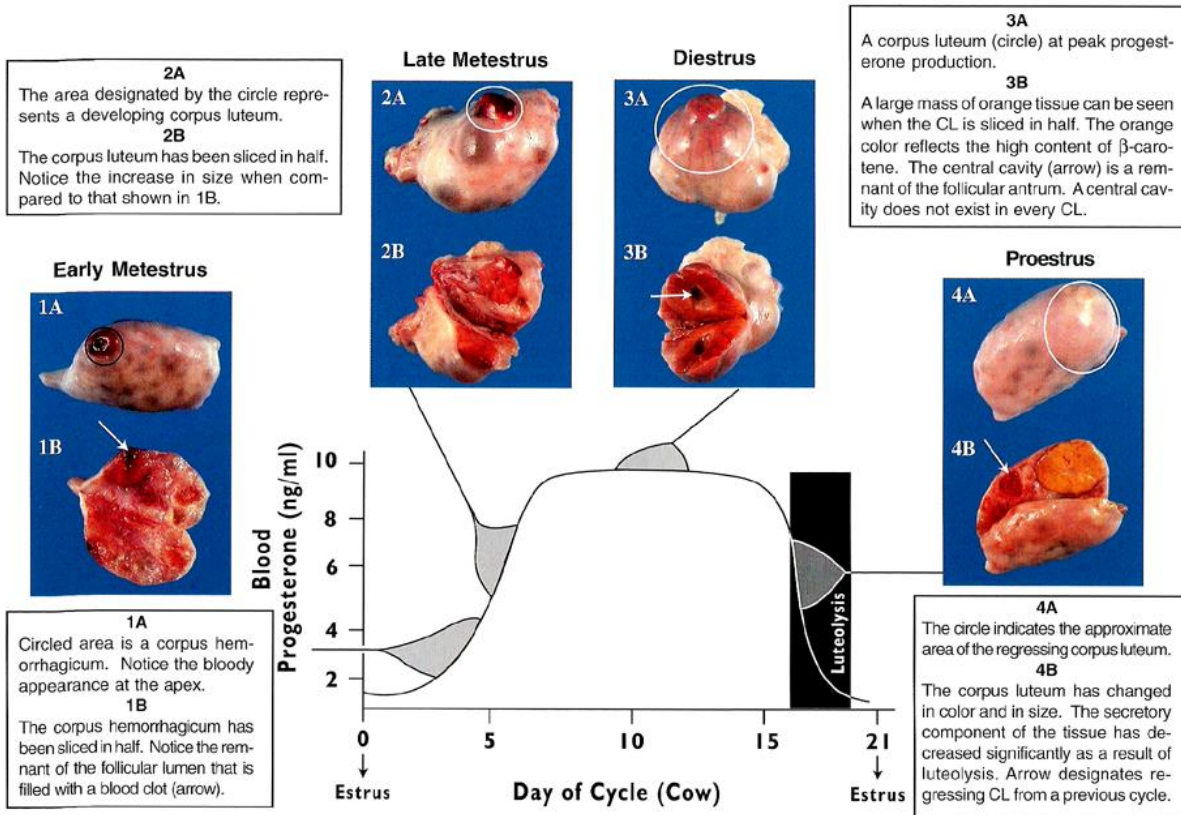 Late Metestrus
Diestrus
2A
The area designated by the circle repre-
sents a developing corpus luteum.
2B
The corpus luteum has been sliced in half.
Notice the increase in size when com-
pared to that shown in 1B.
3A
A corpus luteum (circle) at peak progest-
erone production.
3B
A large mass of orange tissue can be seen
when the CL is sliced in half. The orange
color reflects the high content of β-caro-
tene. The central cavity (arrow) is a rem-
nant of the follicular antrum. A central cav-
ity does not exist in every CL.
2A
2B
3A
3B
Early Metestrus
1A
1B
Proestrus
4A
4B
1A
Circled area is a corpus hem-
orrhagicum. Notice the bloody
appearance at the apex.
1B
The corpus hemorrhagicum has
been sliced in half. Notice the rem-
nant of the follicular lumen that is
filled with a blood clot (arrow).
Blood
Progesterone (ng/ml)
10
8
6
4
2
Luteolysis
0
5
10
15
21
Estrus
Day of Cycle (Cow)
Estrus
4A
The circle indicates the approximate
area of the regressing corpus luteum.
4B
The corpus luteum has changed
in color and in size. The secretory
component of the tissue has de-
creased significantly as a result of
luteolysis. Arrow designates re-
gressing CL from a previous cycle.